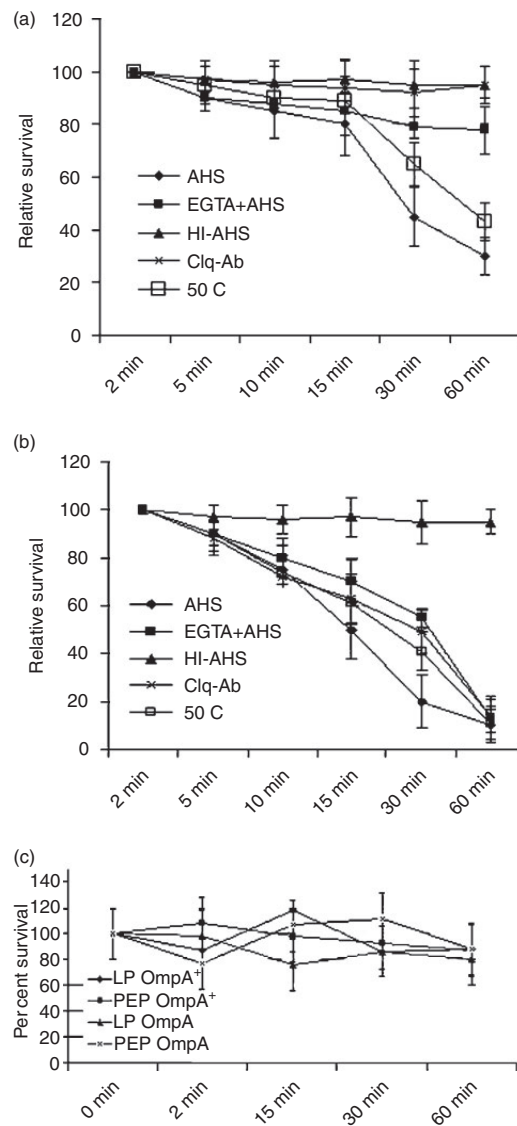 (a)
120
100
80
60
40
20
0
Relative survival
AHS
EGTA+AHS
HI-AHS
Clq-Ab
50 C
2 min
5 min
10 min
15 min
30 min
60 min
(b)
120
100
80
60
40
20
0
Relative survival
AHS
EGTA+AHS
HI-AHS
Clq-Ab
50 C
2 min
5 min
10 min
15 min
30 min
60 min
(c)
140
120
100
80
60
40
20
0
Per cent survival
LP OmpA⁺
PEP OmpA⁺
LP OmpA
PEP OmpA
0 min
2 min
15 min
30 min
60 min